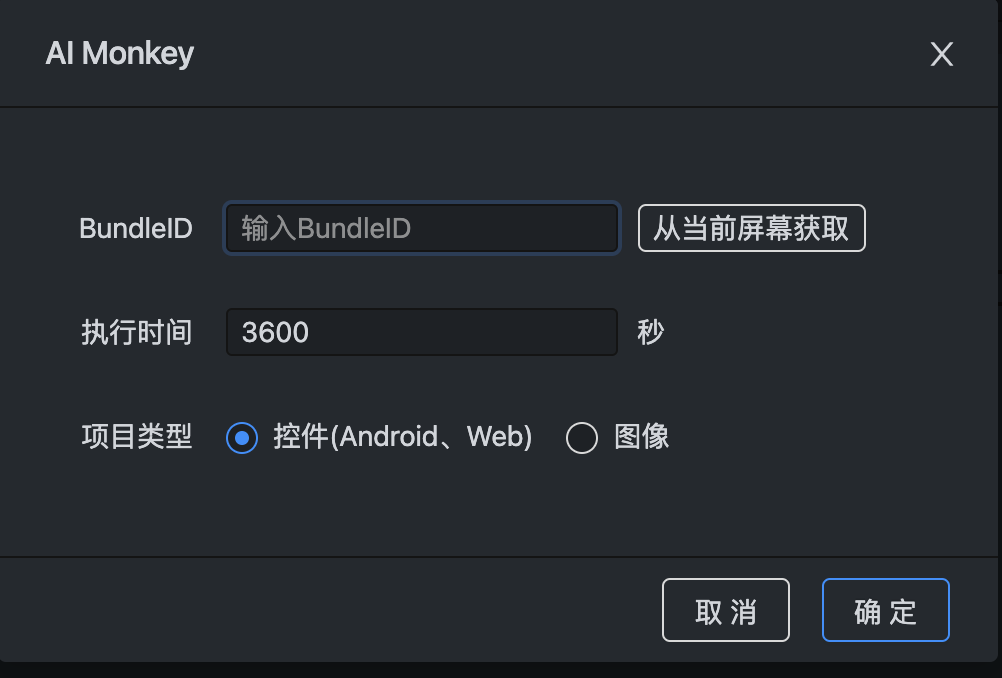 AI Monkey
BundleID 输入BundleID 从当前屏幕获取
执行时间 3600 秒
项目类型 控件(Android、Web) 图像
取 消 确 定